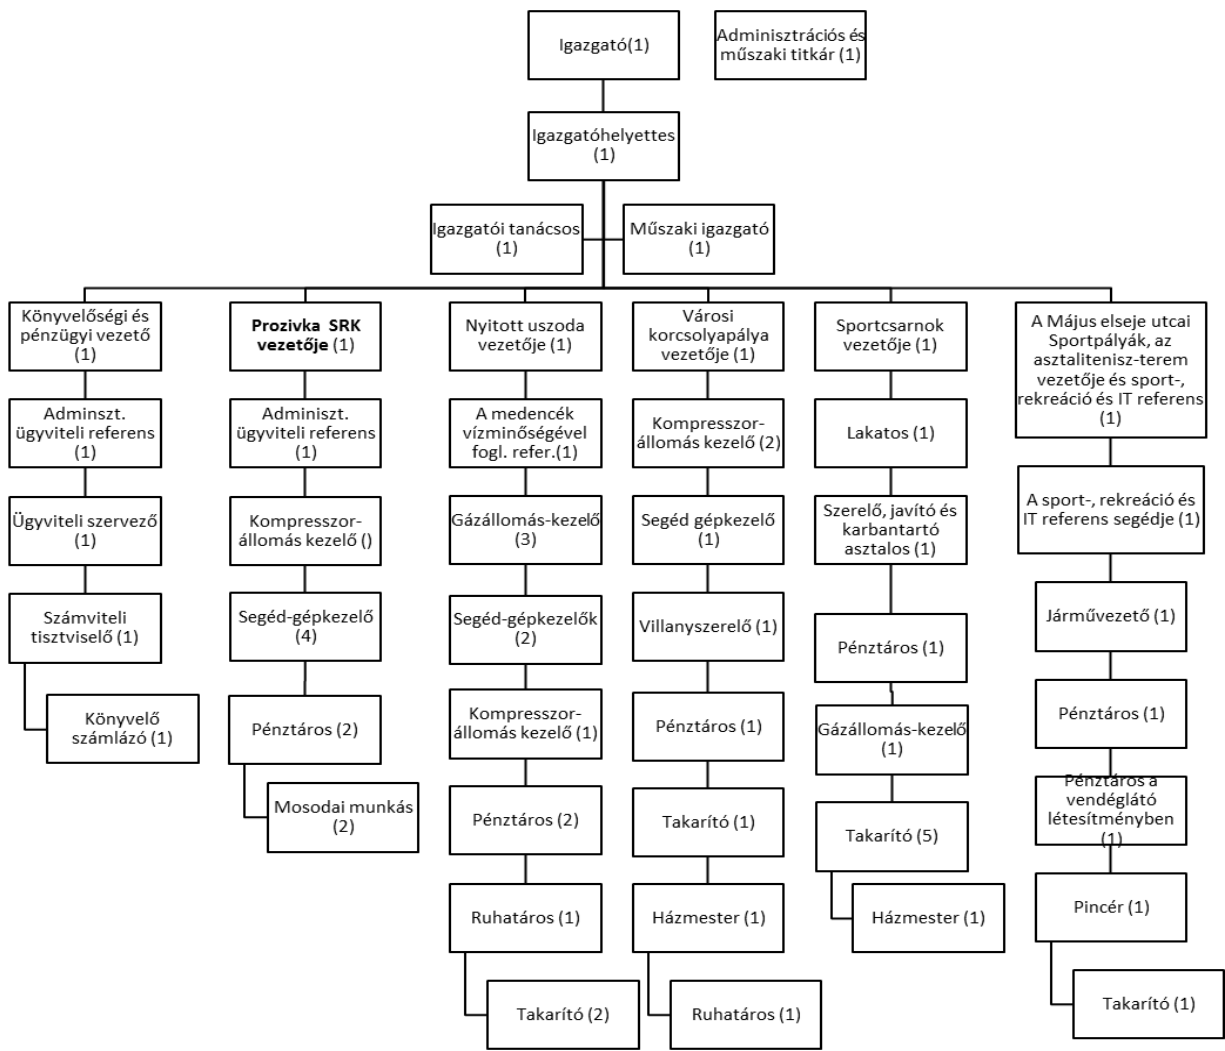 Igazgató(1)
Adminisztrációs és
műszaki titkár (1)
Igazgatóhelyettes
(1)
Igazgatói tanácsos
(1)
Műszaki igazgató
(1)
Könyvelőségi és
pénzügyi vezető
(1)
Adminszt.
ügyviteli referens
(1)
Ügyviteli szervező
(1)
Számviteli
tisztviselő (1)
Könyvelő
számlázó (1)
Prozivka SRK
vezetője (1)
Adminiszt.
ügyviteli referens
(1)
Kompresszor-
állomás kezelő ()
Segéd-gépkezelő
(4)
Pénztáros (2)
Mosodai munkás
(2)
Nyitott uszoda
vezetője (1)
A medencék
vízminőségével
fogl. refer.(1)
Gázállomás-kezelő
(3)
Segéd-gépkezelők
(2)
Kompresszor-
állomás kezelő (1)
Pénztáros (2)
Ruhatáros (1)
Takarító (2)
Városi
korcsolyapálya
vezetője (1)
Kompresszor-
állomás kezelő (2)
Segéd gépkezelő
(1)
Villanyszerelő (1)
Pénztáros (1)
Takarító (1)
Házmester (1)
Ruhatáros (1)
Sportcsarnok
vezetője (1)
Lakatos (1)
Szerelő, javító és
karbantartó
asztalos (1)
Pénztáros (1)
Gázállomás-kezelő
(1)
Takarító (5)
Házmester (1)
A Május elseje utcai
Sportpályák, az
asztalitenisz-terem
vezetője és sport-,
rekreáció és IT referens
(1)
A sport-, rekreáció és
IT referens segédje (1)
Járművezető (1)
Pénztáros (1)
Pénztáros a
vendéglátó
létesítményben
(1)
Pincér (1)
Takarító (1)